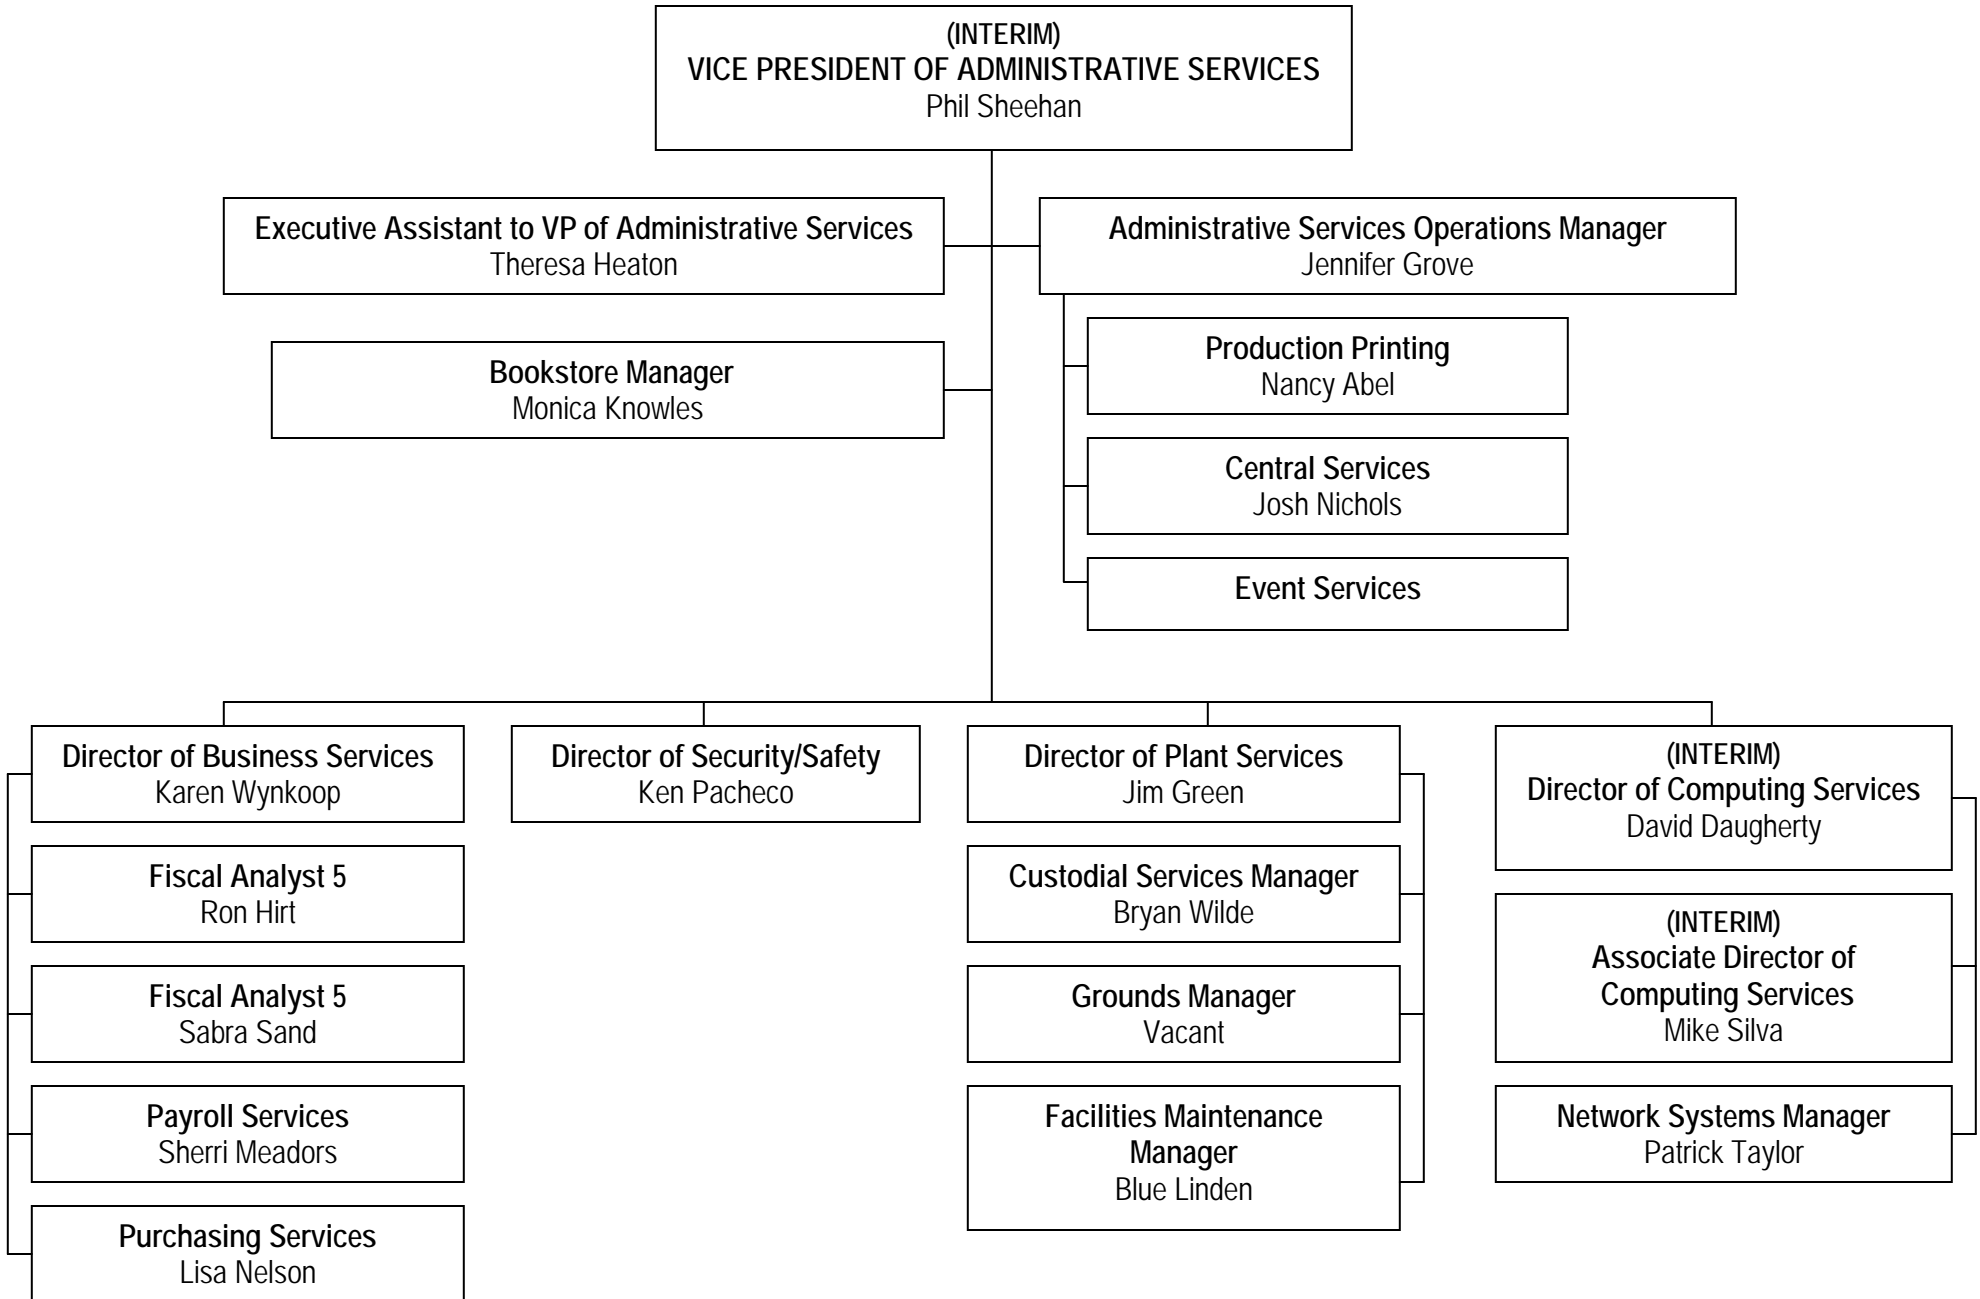 (INTERIM)
VICE PRESIDENT OF ADMINISTRATIVE SERVICES
Phil Sheehan
Executive Assistant to VP of Administrative Services
Theresa Heaton
Administrative Services Operations Manager
Jennifer Grove
Bookstore Manager
Monica Knowles
Production Printing
Nancy Abel
Central Services
Josh Nichols
Event Services
Director of Business Services
Karen Wynkoop
Fiscal Analyst 5
Ron Hirt
Fiscal Analyst 5
Sabra Sand
Payroll Services
Sherri Meadors
Purchasing Services
Lisa Nelson
Director of Security/Safety
Ken Pacheco
Director of Plant Services
Jim Green
Custodial Services Manager
Bryan Wilde
Grounds Manager
Vacant
Facilities Maintenance
Manager
Blue Linden
(INTERIM)
Director of Computing Services
David Daugherty
(INTERIM)
Associate Director of
Computing Services
Mike Silva
Network Systems Manager
Patrick Taylor